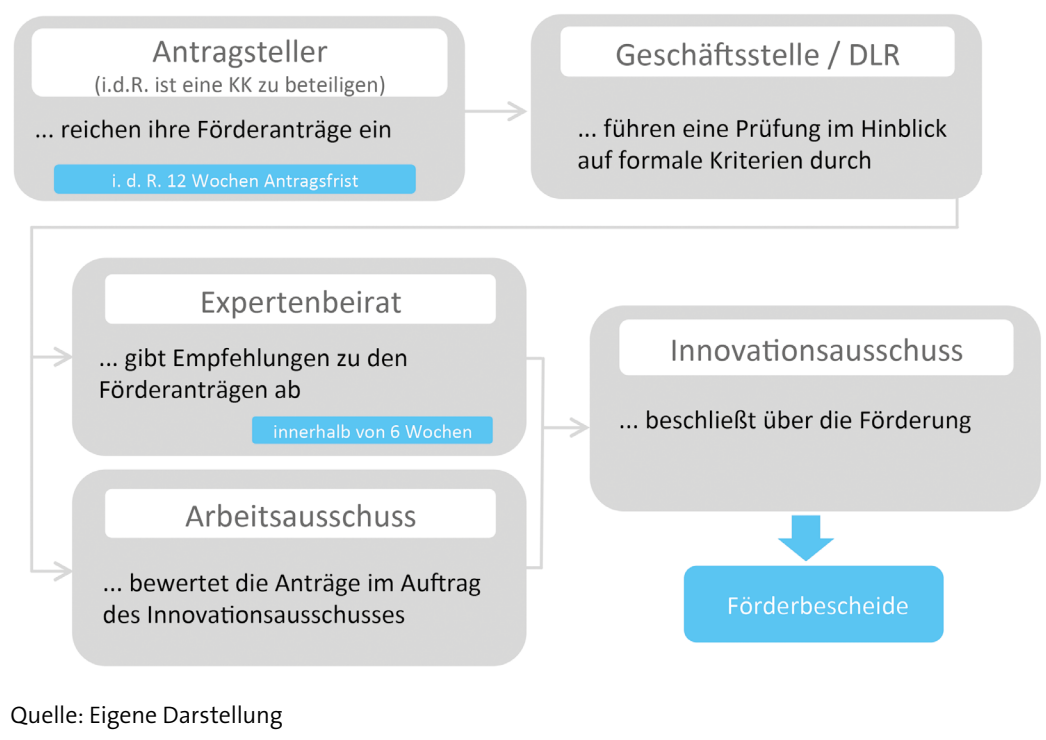 Antragsteller
(i.d.R. ist eine KK zu beteiligen)
... reichen ihre Förderanträge ein
i. d. R. 12 Wochen Antragsfrist
Geschäftsstelle / DLR
... führen eine Prüfung im Hinblick
auf formale Kriterien durch
Expertenbeirat
... gibt Empfehlungen zu den
Förderanträgen ab
innerhalb von 6 Wochen
Arbeitsausschuss
... bewertet die Anträge im Auftrag
des Innovationsausschusses
Innovationsausschuss
... beschließt über die Förderung
Förderbescheide
Quelle: Eigene Darstellung